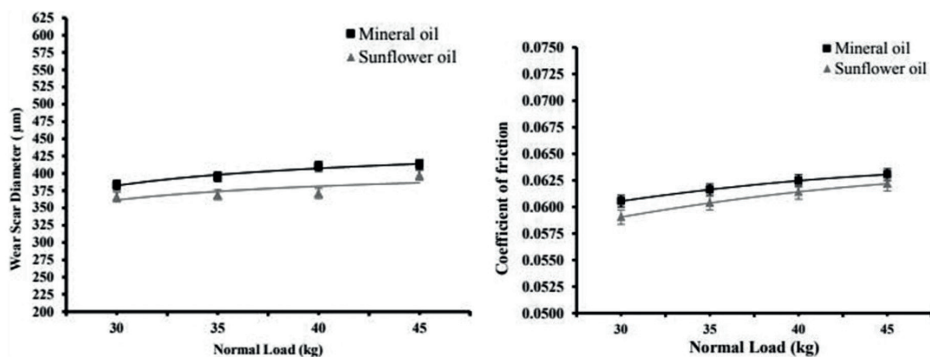 625
600
575
550
525
500
475
450
425
400
375
350
325
300
275
250
225
200
Wear Scar Diameter ( µm)
Mineral oil
Sunflower oil
30 35 40 45
Normal Load (kg)
0.0750
0.0725
0.0700
0.0675
0.0650
0.0625
0.0600
0.0575
0.0550
0.0525
0.0500
Coefficient of friction
Mineral oil
Sunflower oil
30 35 40 45
Normal Load (kg)